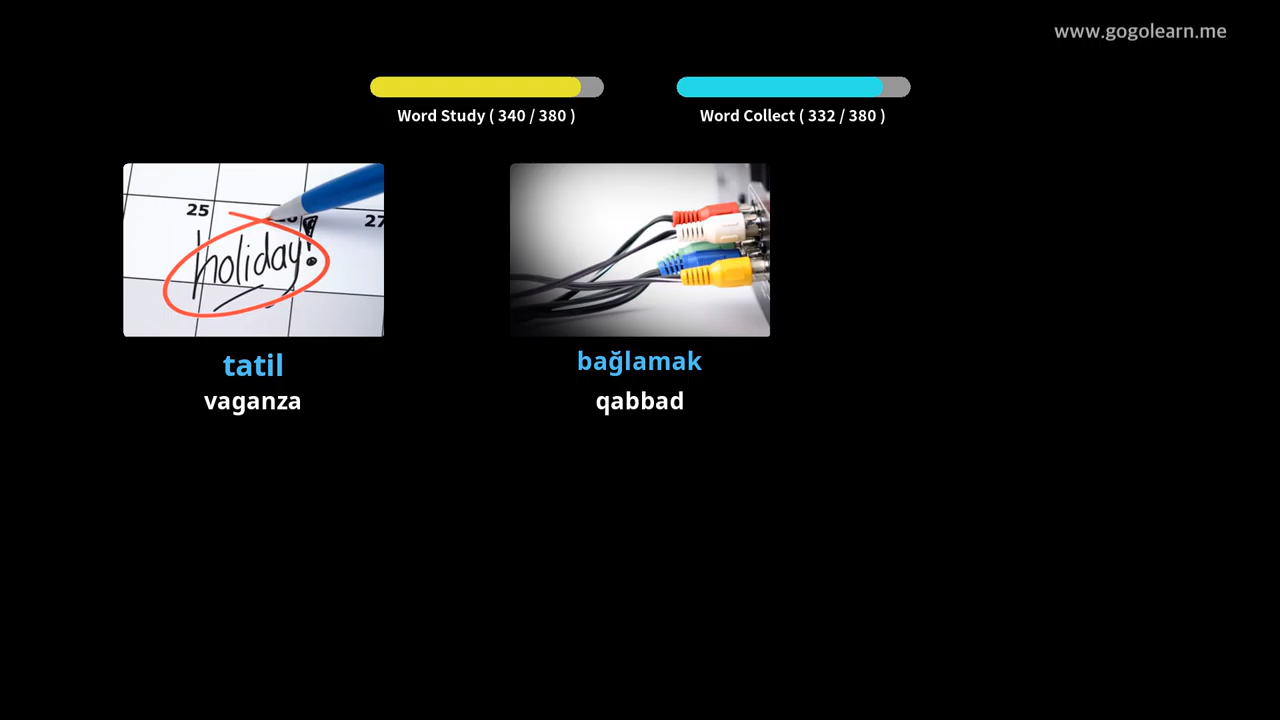 www.gogolearn.me
Word Study ( 340 / 380 )
Word Collect ( 332 / 380 )
25
27
holiday!
tatil
bağlamak
vaganza
qabbad